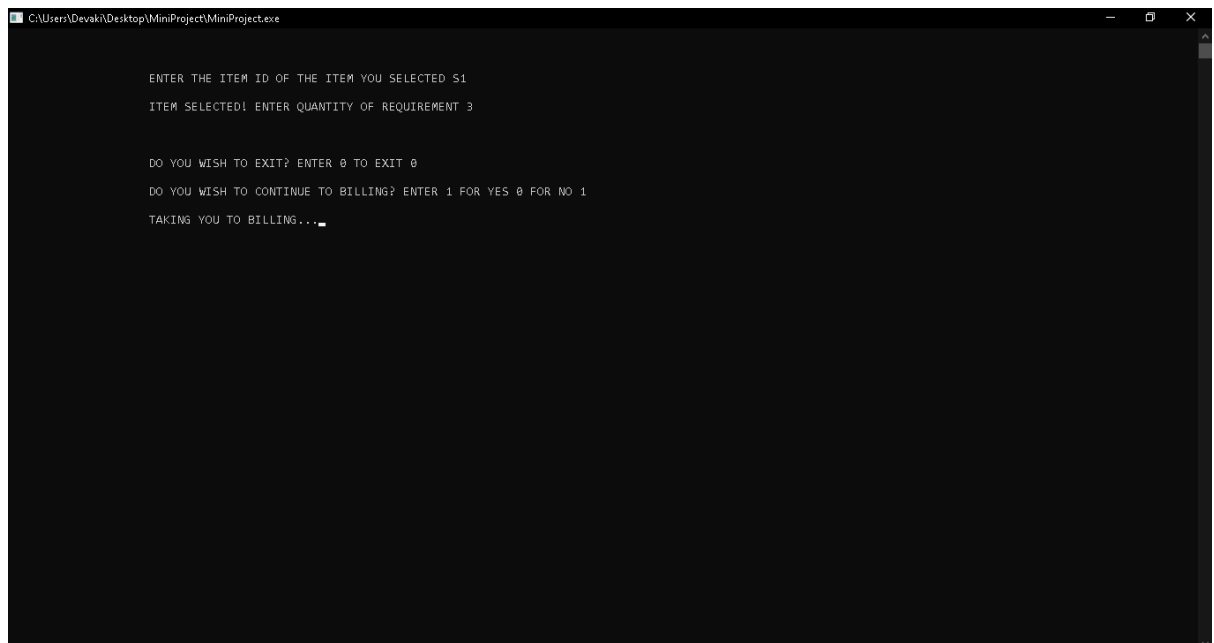 C:\Users\Devaki\Desktop\MiniProject\MiniProject.exe
ENTER THE ITEM ID OF THE ITEM YOU SELECTED S1
ITEM SELECTED! ENTER QUANTITY OF REQUIREMENT 3
DO YOU WISH TO EXIT? ENTER 0 TO EXIT 0
DO YOU WISH TO CONTINUE TO BILLING? ENTER 1 FOR YES 0 FOR NO 1
TAKING YOU TO BILLING...